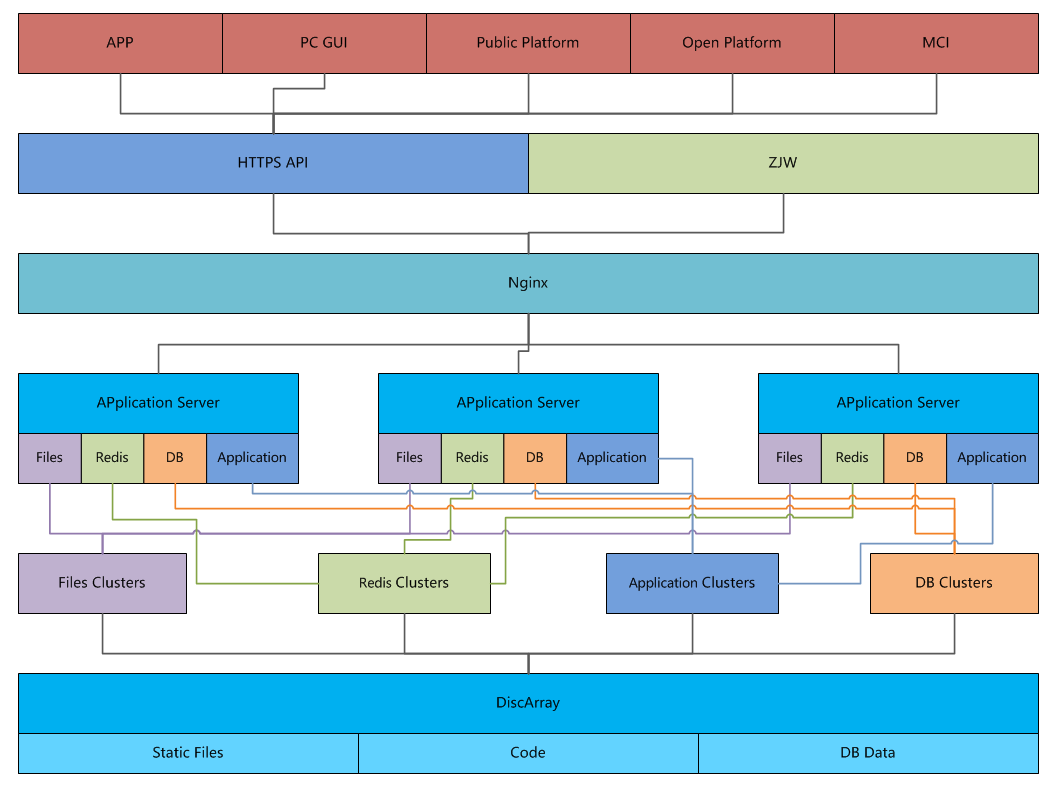 APP
PC GUI
Public Platform
Open Platform
MCI
HTTPS API
ZJW
Nginx
APplication Server
APplication Server
APplication Server
Files
Redis
DB
Application
Files
Redis
DB
Application
Files
Redis
DB
Application
Files Clusters
Redis Clusters
Application Clusters
DB Clusters
DiscArray
Static Files
Code
DB Data